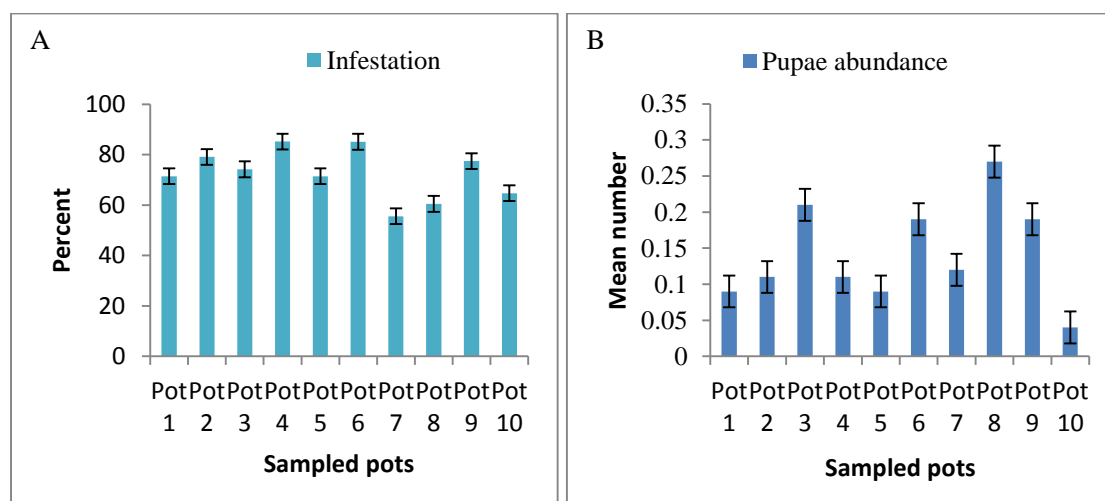 A
Infestation
100
80
60
40
20
0
Percent
Pot Pot Pot Pot Pot Pot Pot Pot Pot Pot
1 2 3 4 5 6 7 8 9 10
Sampled pots
B
Pupae abundance
0.35
0.3
0.25
0.2
0.15
0.1
0.05
0
Mean number
Pot Pot Pot Pot Pot Pot Pot Pot Pot Pot
1 2 3 4 5 6 7 8 9 10
Sampled pots